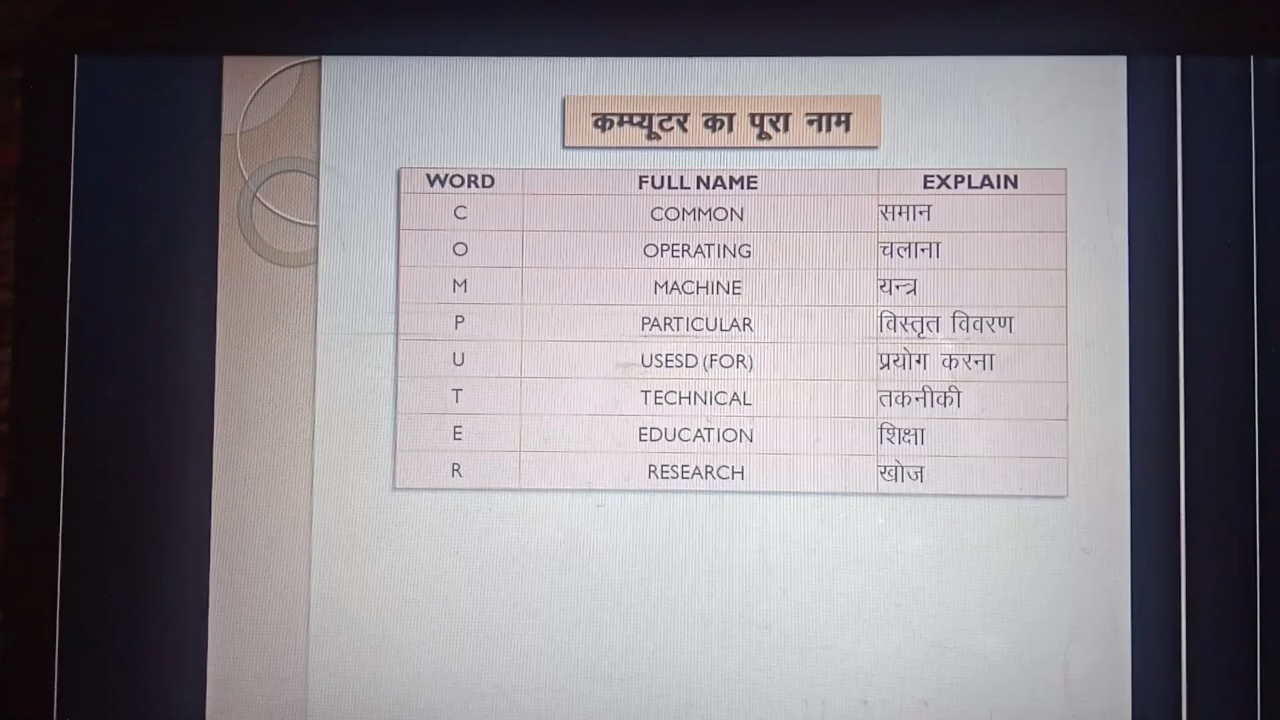 कम्प्यूटर का पूरा नाम
WORD FULL NAME EXPLAIN
C COMMON समान
O OPERATING चलाना
M MACHINE यन्त्र
P PARTICULAR विस्तृत विवरण
U USESD (FOR) प्रयोग करना
T TECHNICAL तकनीकी
E EDUCATION शिक्षा
R RESEARCH खोज